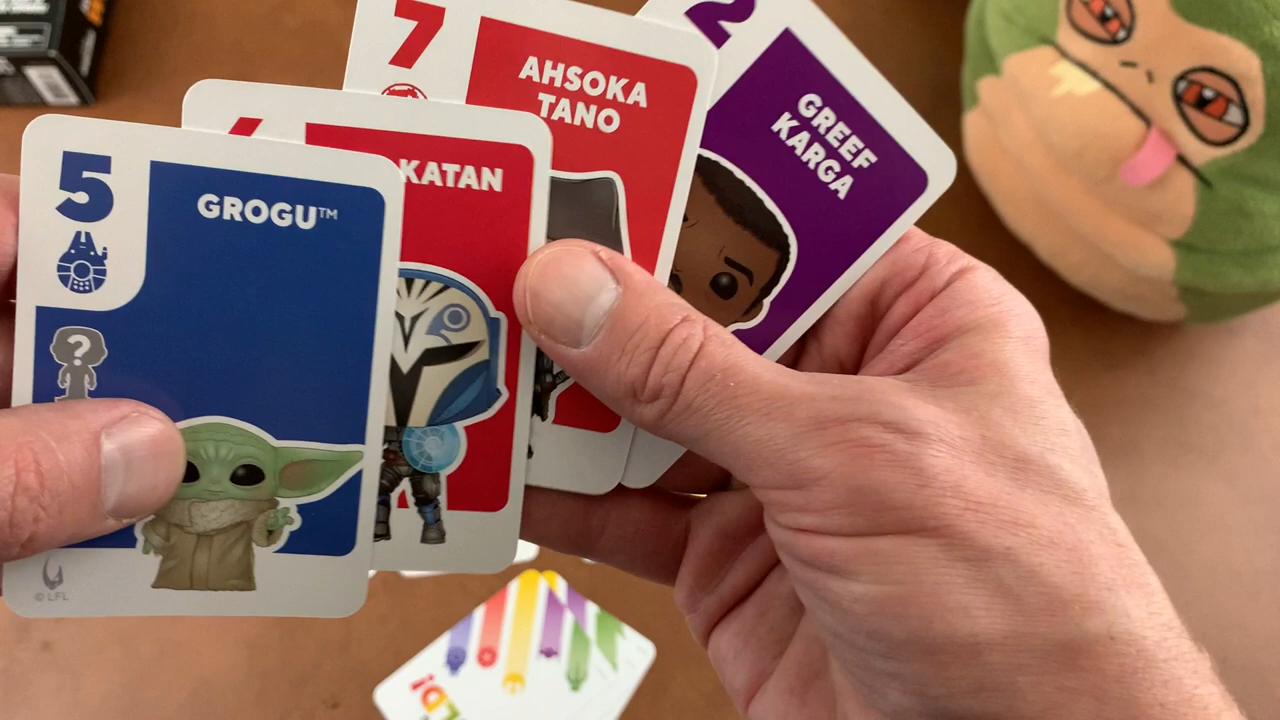 5
GROGU™
© LFL
KATAN
7
AHSOKA
TANO
2
GREEF
KARGA